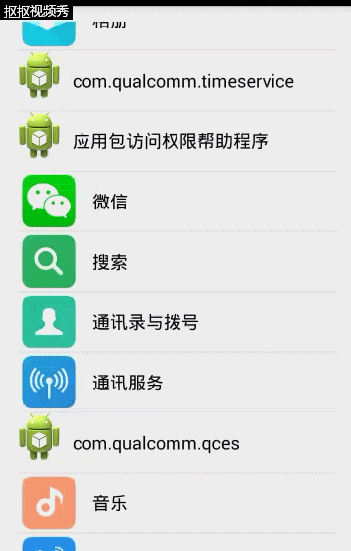 抠抠视频秀
相册
com.qualcomm.timeservice
应用包访问权限帮助程序
微信
搜索
通讯录与拨号
通讯服务
com.qualcomm.qces
音乐